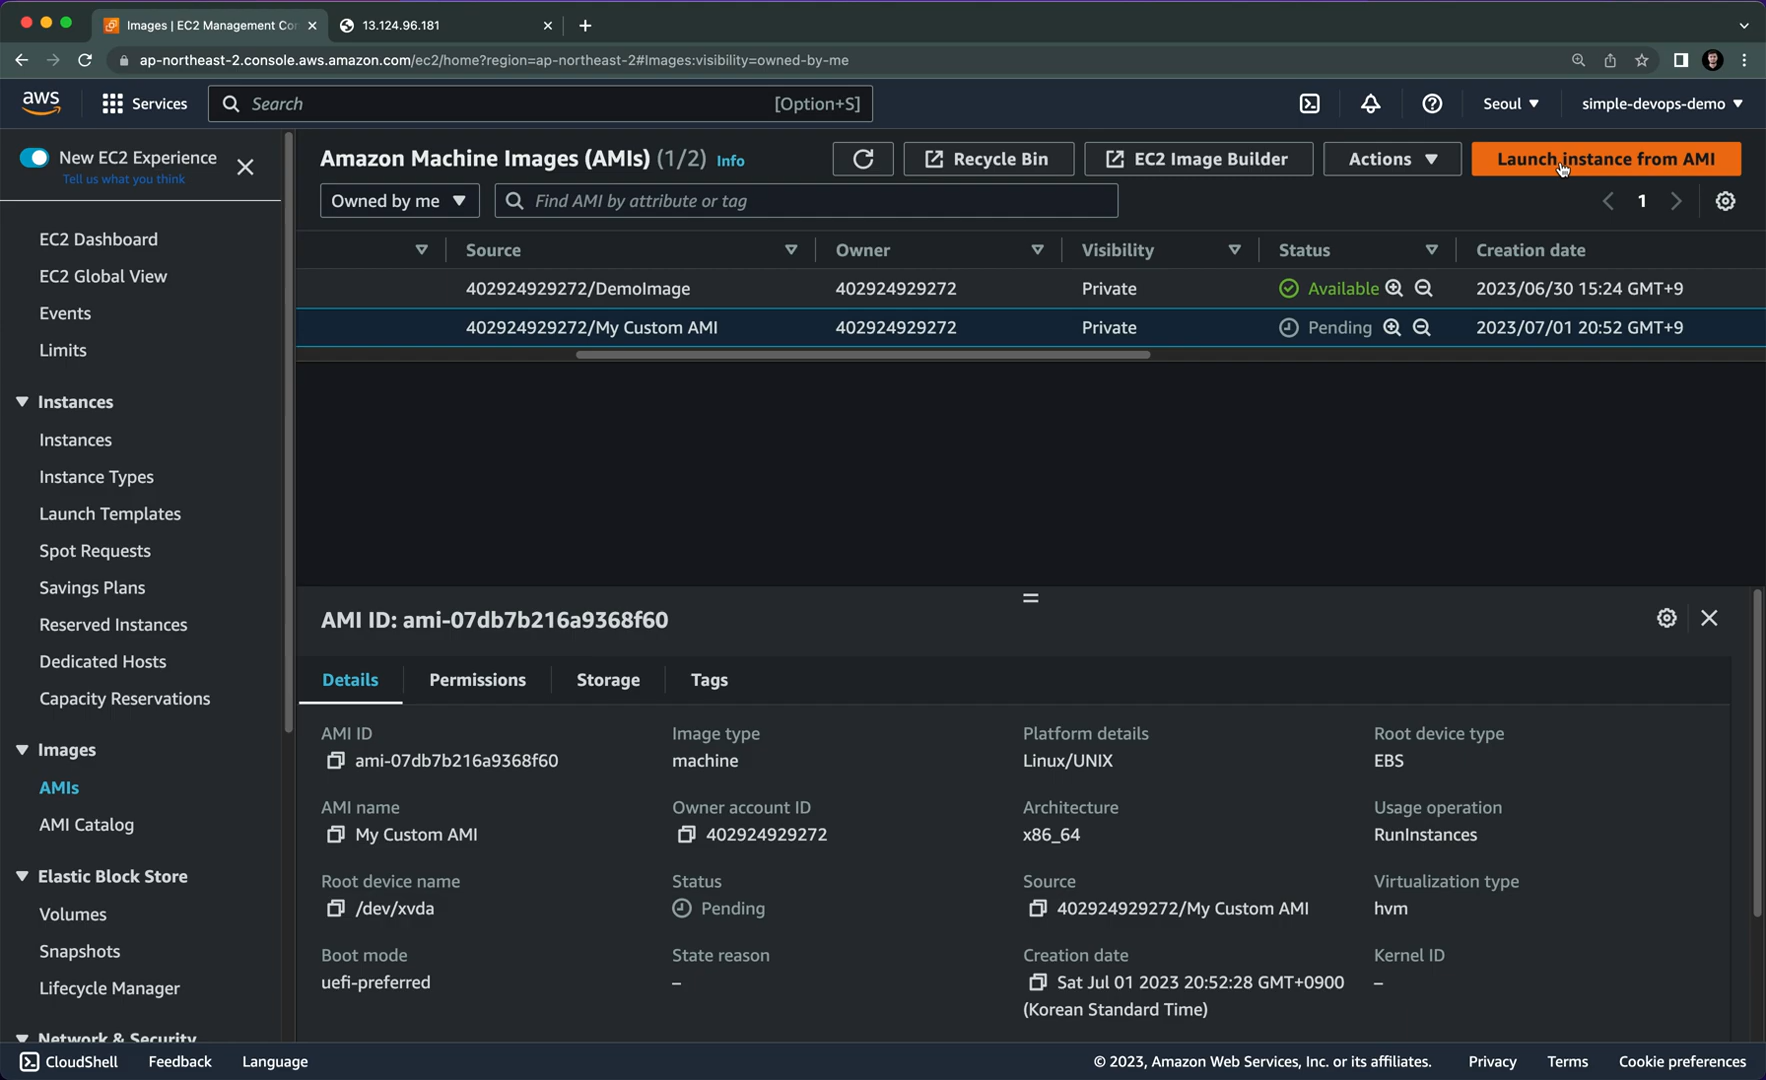 Images | EC2 Management Co
13.124.96.181
ap-northeast-2.console.aws.amazon.com/ec2/home?region=ap-northeast-2#Images:visibility=owned-by-me
aws
Services
Search
[Option+S]
Seoul
simple-devops-demo
New EC2 Experience
Tell us what you think
EC2 Dashboard
EC2 Global View
Events
Limits
Instances
Instances
Instance Types
Launch Templates
Spot Requests
Savings Plans
Reserved Instances
Dedicated Hosts
Capacity Reservations
Images
AMIs
AMI Catalog
Elastic Block Store
Volumes
Snapshots
Lifecycle Manager
Network & Security
Amazon Machine Images (AMIs) (1/2) Info
Recycle Bin
EC2 Image Builder
Actions
Launch instance from AMI
Owned by me
Find AMI by attribute or tag
1
Source Owner Visibility Status Creation date
402924929272/DemoImage 402924929272 Private Available 2023/06/30 15:24 GMT+9
402924929272/My Custom AMI 402924929272 Private Pending 2023/07/01 20:52 GMT+9
AMI ID: ami-07db7b216a9368f60
Details Permissions Storage Tags
AMI ID Image type Platform details Root device type
ami-07db7b216a9368f60 machine Linux/UNIX EBS
AMI name Owner account ID Architecture Usage operation
My Custom AMI 402924929272 x86_64 RunInstances
Root device name Status Source Virtualization type
/dev/xvda Pending 402924929272/My Custom AMI hvm
Boot mode State reason Creation date Kernel ID
uefi-preferred – Sat Jul 01 2023 20:52:28 GMT+0900 –
(Korean Standard Time)
CloudShell Feedback Language
© 2023, Amazon Web Services, Inc. or its affiliates. Privacy Terms Cookie preferences